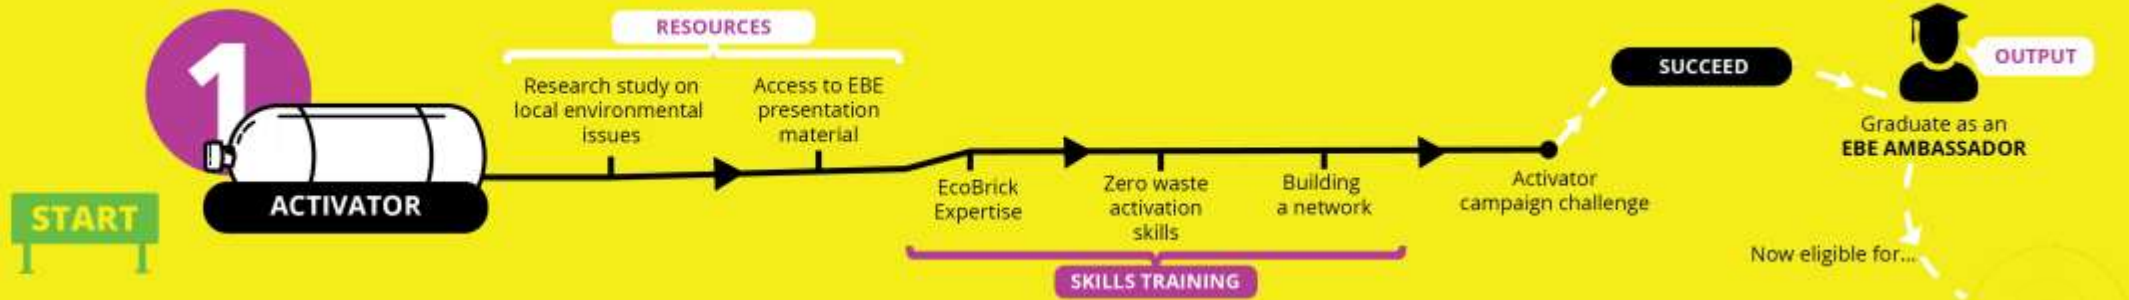 1
START
ACTIVATOR
RESOURCES
Research study on
local environmental
issues
Access to EBE
presentation
material
EcoBrick
Expertise
Zero waste
activation
skills
Building
a network
SKILLS TRAINING
Activator
campaign challenge
SUCCEED
OUTPUT
Graduate as an
EBE AMBASSADOR
Now eligible for...